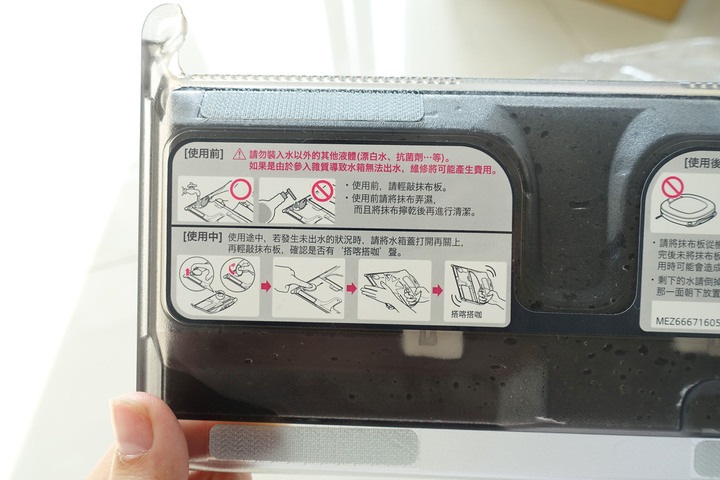 [使用前]
請勿裝入水以外的其他液體(漂白水、抗菌劑…等)。
如果是由於參入雜質導致水箱無法出水，維修將可能產生費用。
・使用前，請輕敲抹布板。
・使用前請將抹布弄濕，
而且將抹布擰乾後再進行清潔。
[使用中]
使用途中，若發生未出水的狀況時，請將水箱蓋打開再關上，
再輕敲抹布板，確認是否有‘搭喀搭喀’聲。
搭喀搭咖
[使用後
・請將抹布板從
完後未將抹布板
用時可能會造成
・剩下的水請倒掉
那一面朝下放置
MEZ66671605